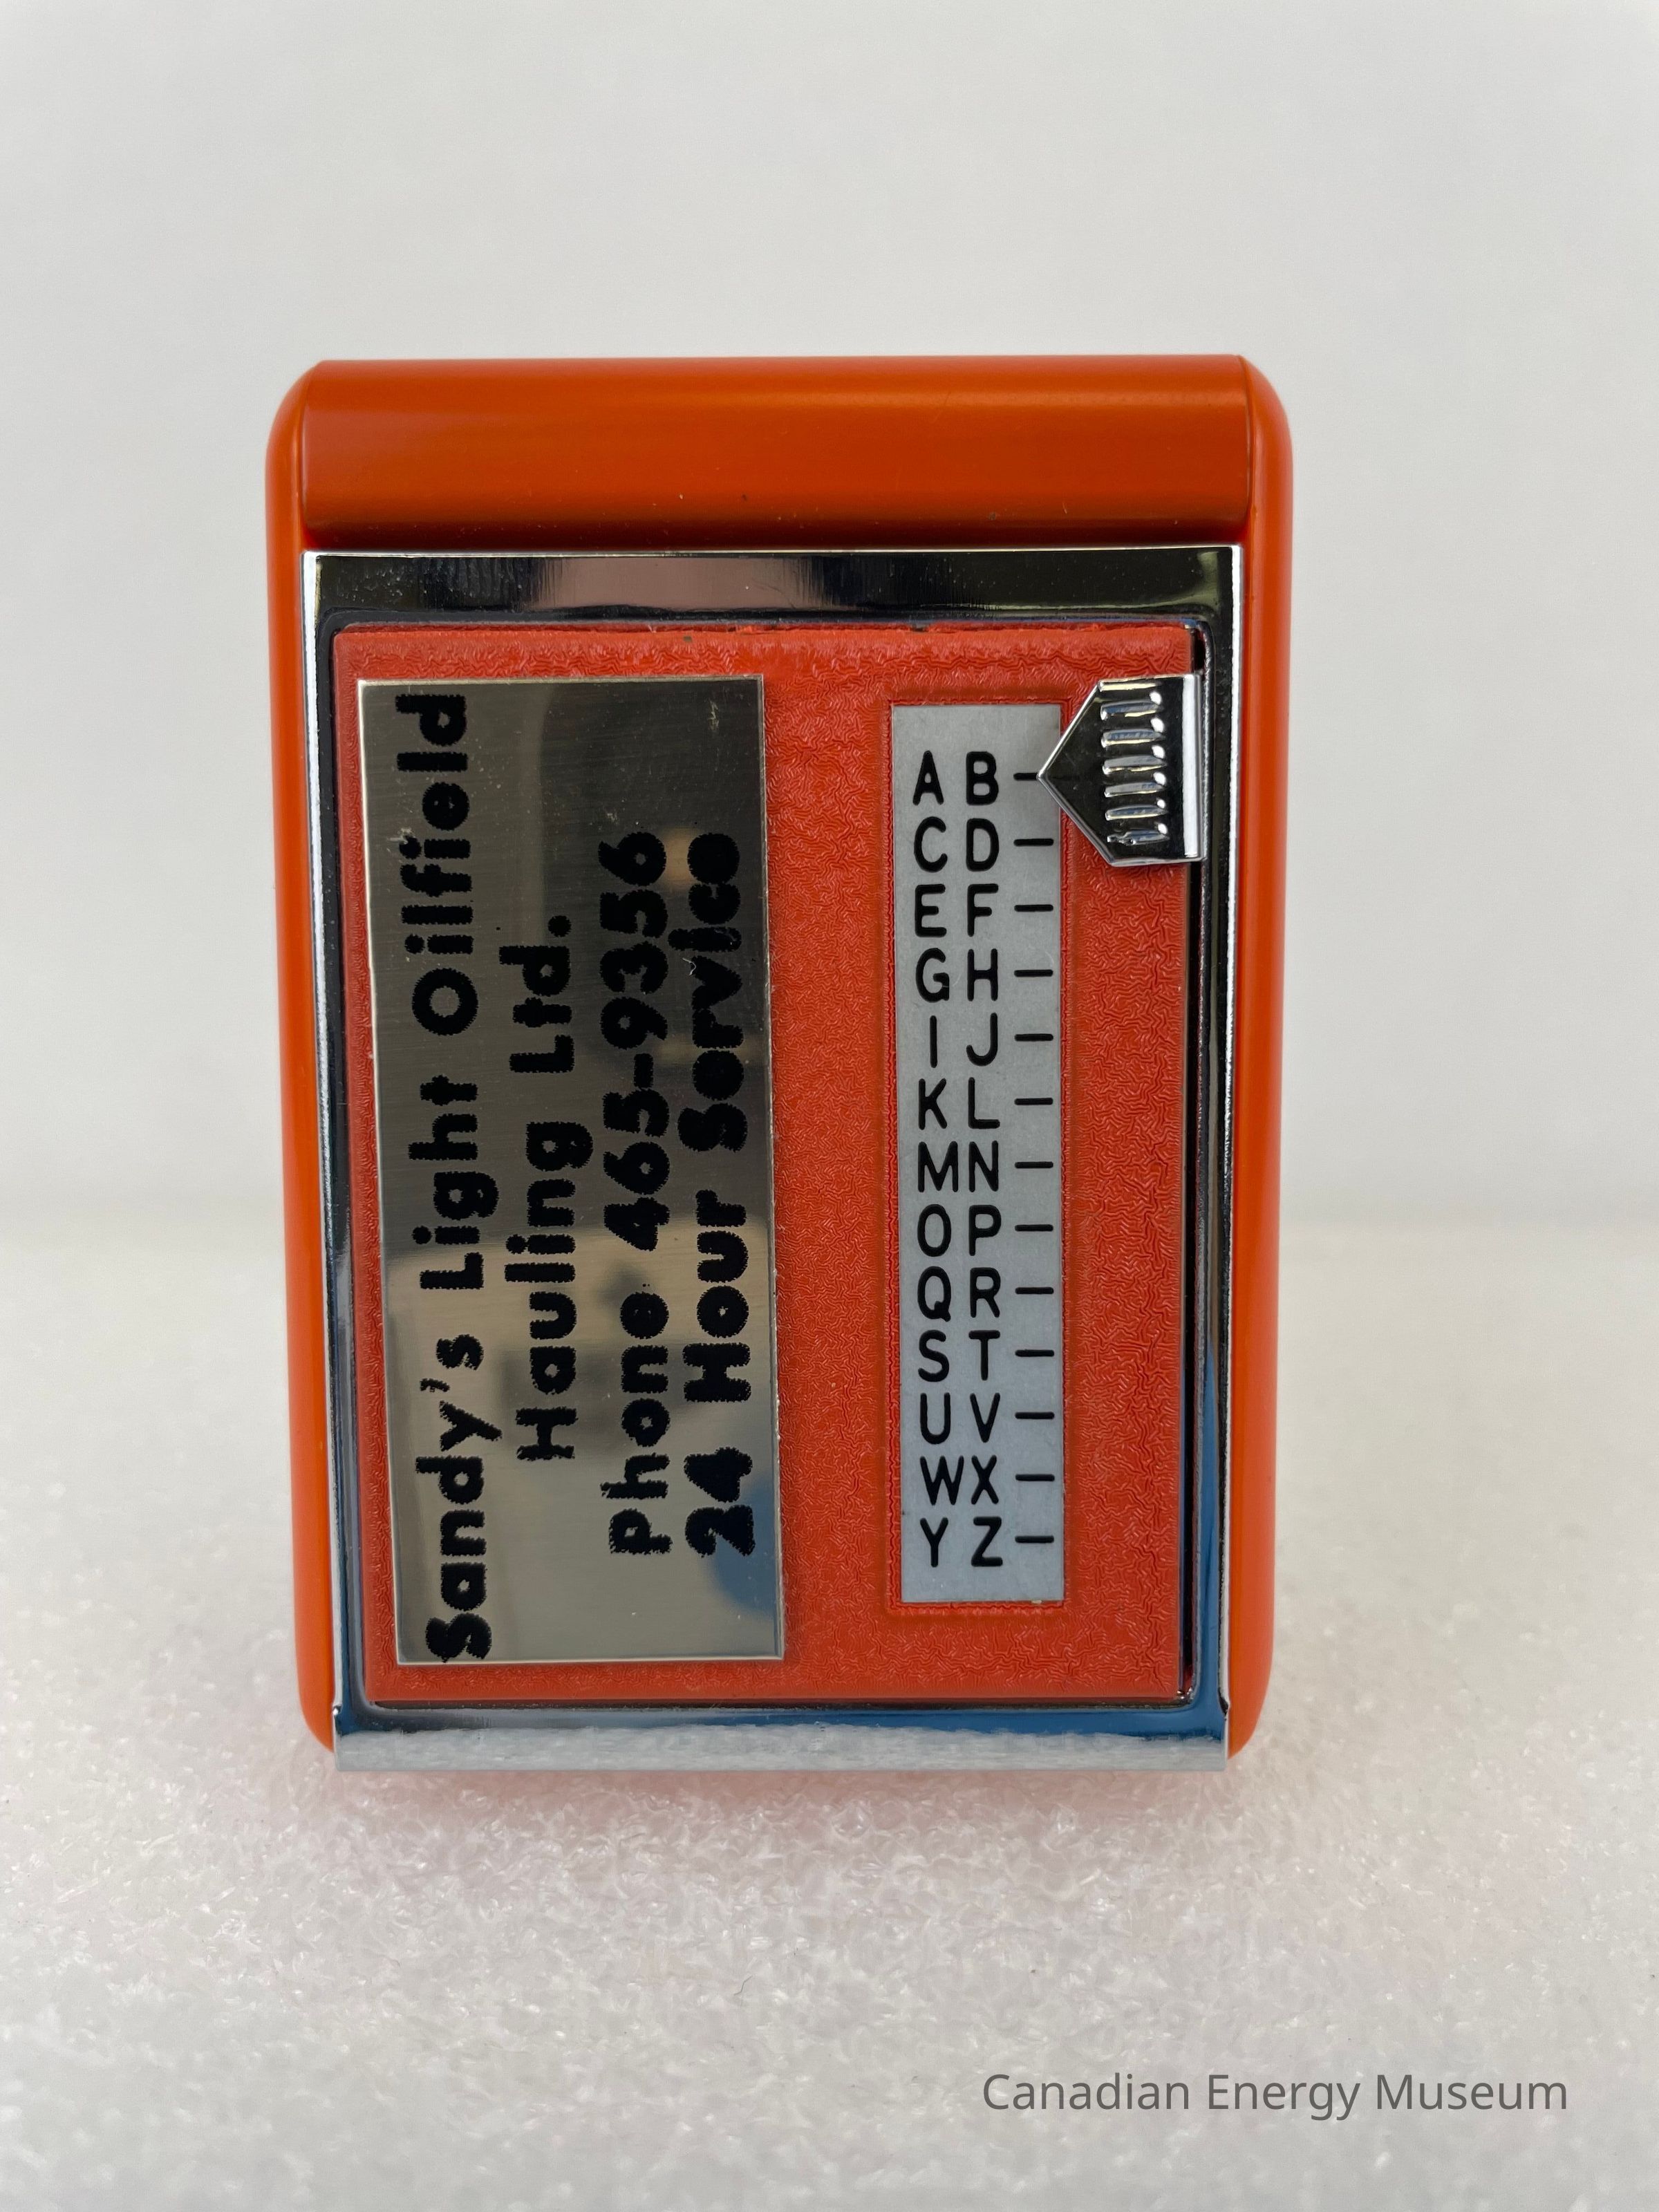 Sandy's Light Oilfield
Hauling Ltd.
Phone 465-9356
24 Hour Service
A B
C D
E F
G H
I J
K L
M N
O P
Q R
S T
U V
W X
Y Z
Canadian Energy Museum